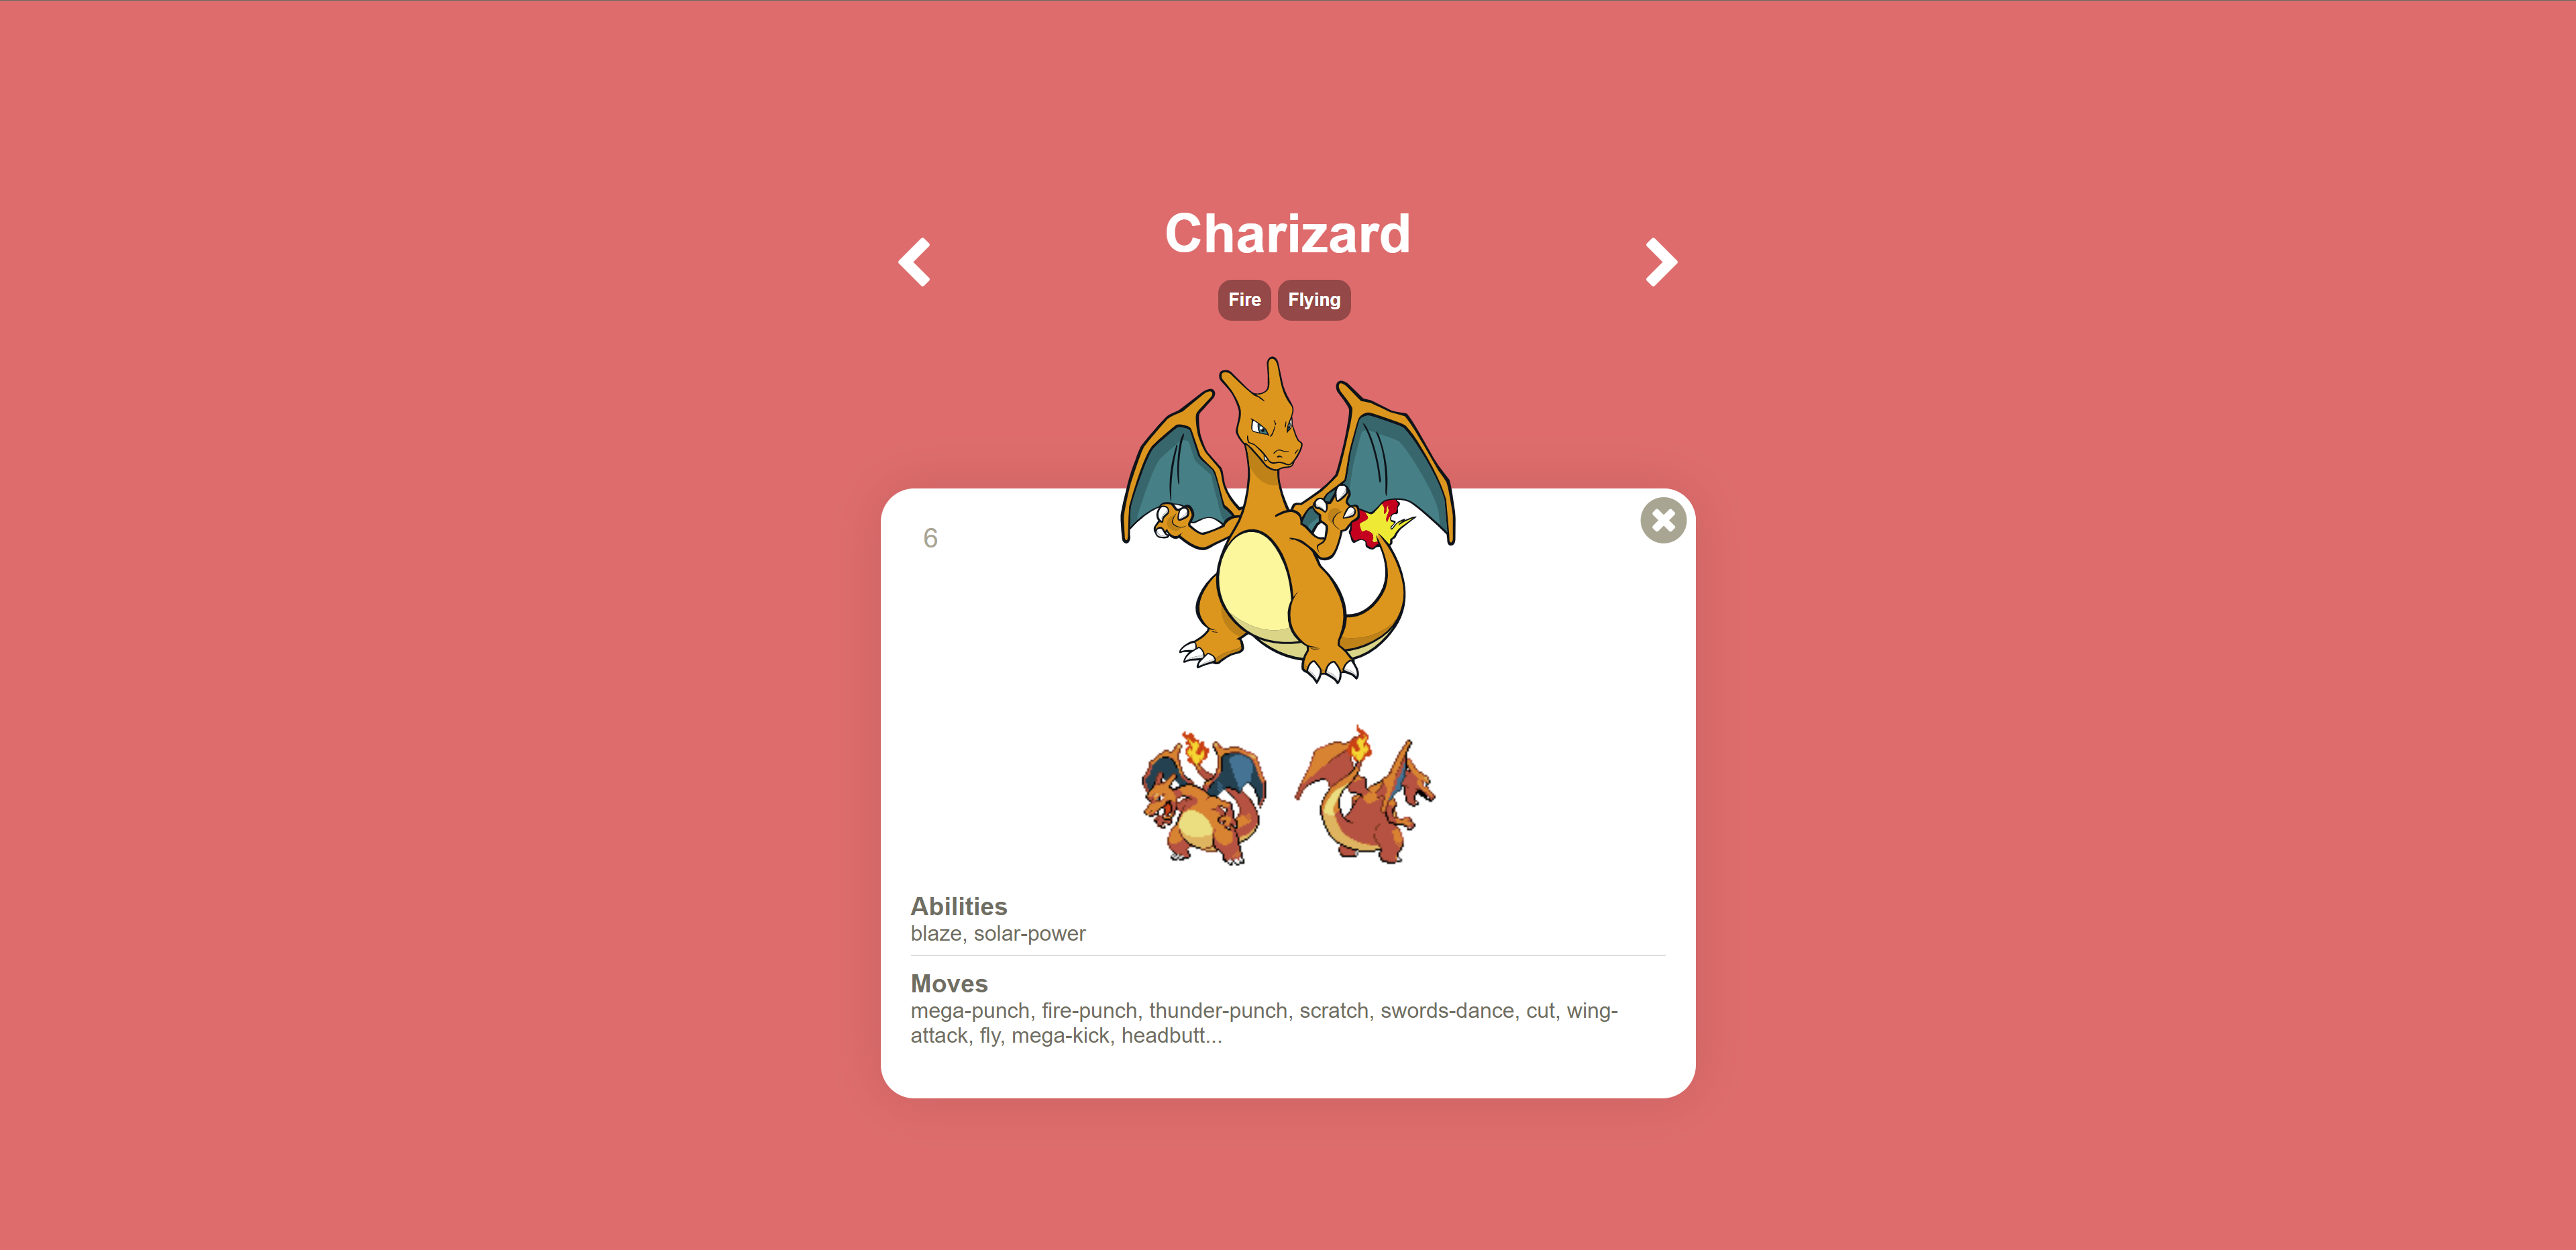 Charizard
Fire Flying
6
Abilities
blaze, solar-power
Moves
mega-punch, fire-punch, thunder-punch, scratch, swords-dance, cut, wing-
attack, fly, mega-kick, headbutt...